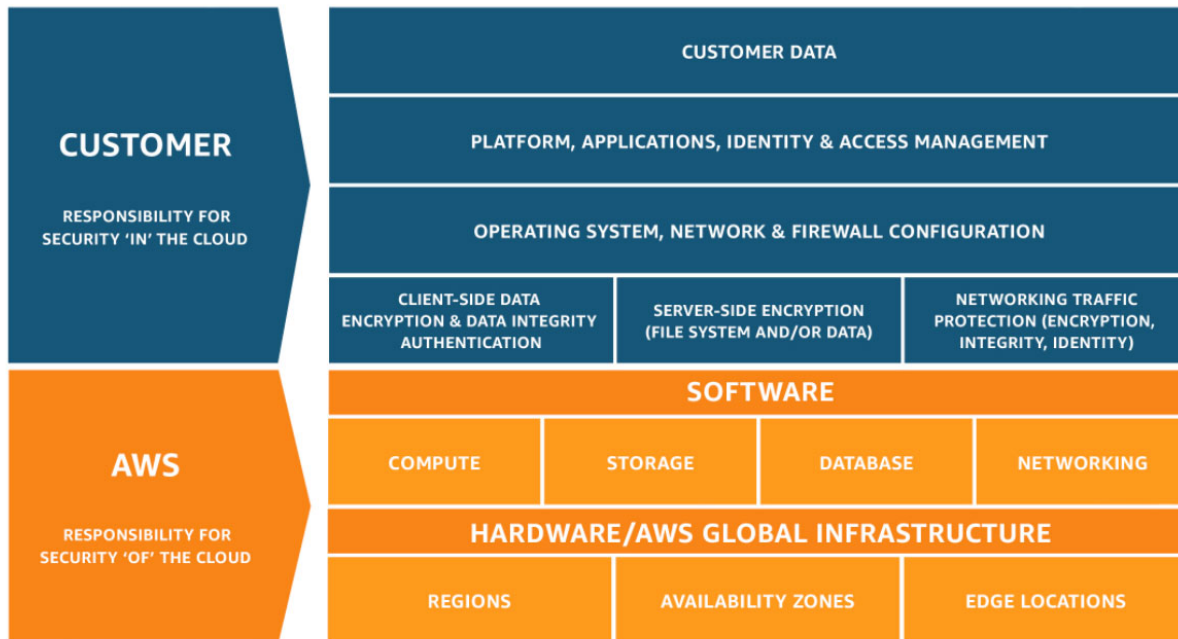 CUSTOMER
RESPONSIBILITY FOR
SECURITY ‘IN’ THE CLOUD
CUSTOMER DATA
PLATFORM, APPLICATIONS, IDENTITY & ACCESS MANAGEMENT
OPERATING SYSTEM, NETWORK & FIREWALL CONFIGURATION
CLIENT-SIDE DATA
ENCRYPTION & DATA INTEGRITY
AUTHENTICATION
SERVER-SIDE ENCRYPTION
(FILE SYSTEM AND/OR DATA)
NETWORKING TRAFFIC
PROTECTION (ENCRYPTION,
INTEGRITY, IDENTITY)
AWS
RESPONSIBILITY FOR
SECURITY ‘OF’ THE CLOUD
SOFTWARE
COMPUTE
STORAGE
DATABASE
NETWORKING
HARDWARE/AWS GLOBAL INFRASTRUCTURE
REGIONS
AVAILABILITY ZONES
EDGE LOCATIONS